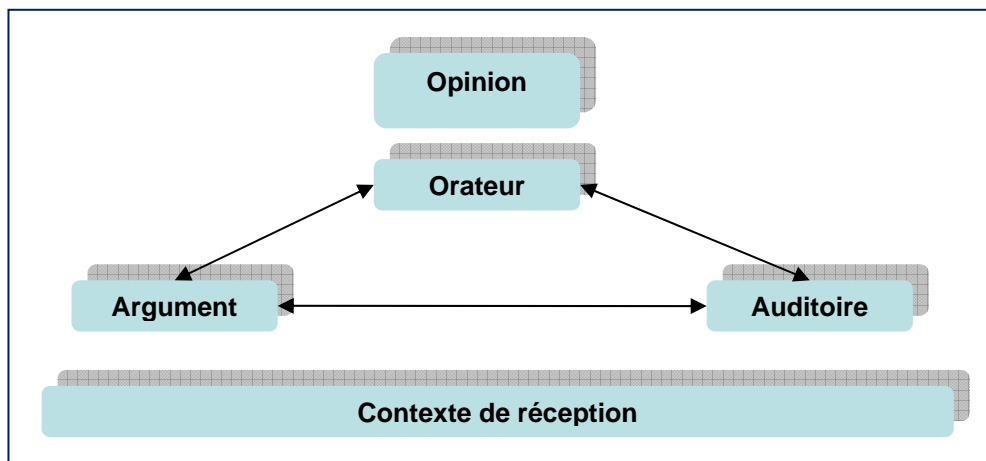 Opinion
Orateur
Argument
Auditoire
Contexte de réception